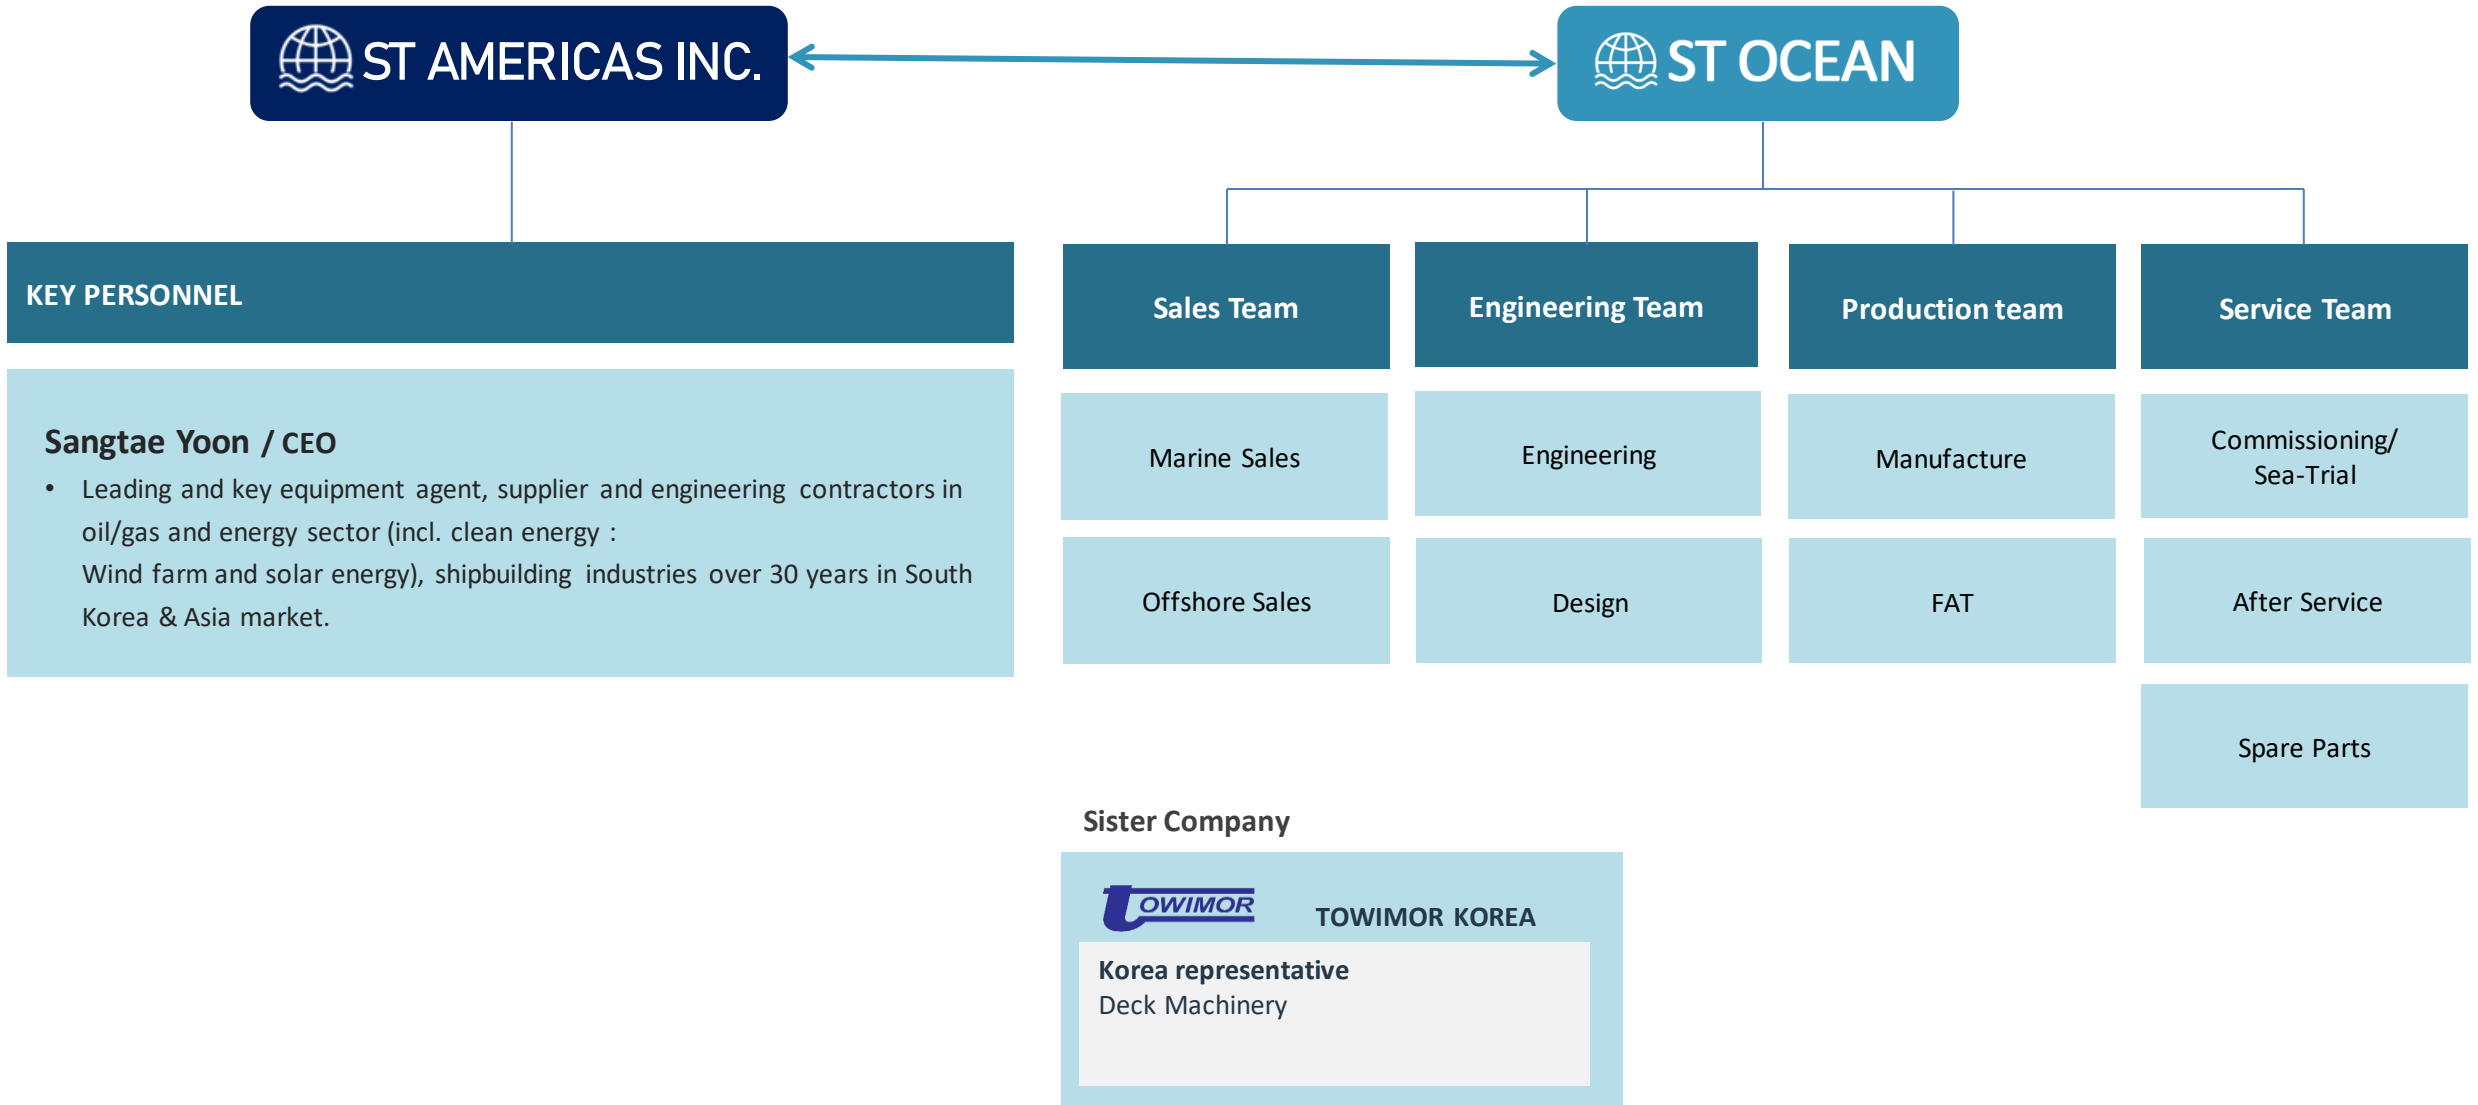 ST AMERICAS INC.
ST OCEAN
KEY PERSONNEL
Sangtae Yoon / CEO
• Leading and key equipment agent, supplier and engineering contractors in
oil/gas and energy sector (incl. clean energy :
Wind farm and solar energy), shipbuilding industries over 30 years in South
Korea & Asia market.
Sales Team
Marine Sales
Offshore Sales
Engineering Team
Engineering
Design
Production team
Manufacture
FAT
Service Team
Commissioning/
Sea-Trial
After Service
Spare Parts
Sister Company
TOWIMOR
TOWIMOR KOREA
Korea representative
Deck Machinery